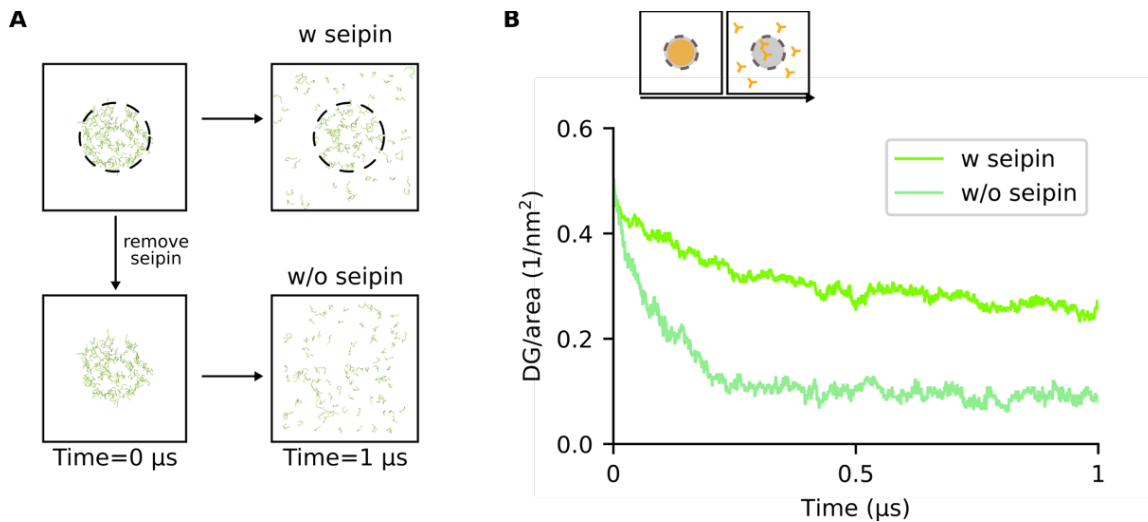 A
w seipin
remove
seipin
w/o seipin
Time=0 μs
Time=1 μs
B
0.6
0.4
0.2
0.0
DG/area (1/nm²)
w seipin
w/o seipin
0
0.5
1
Time (μs)